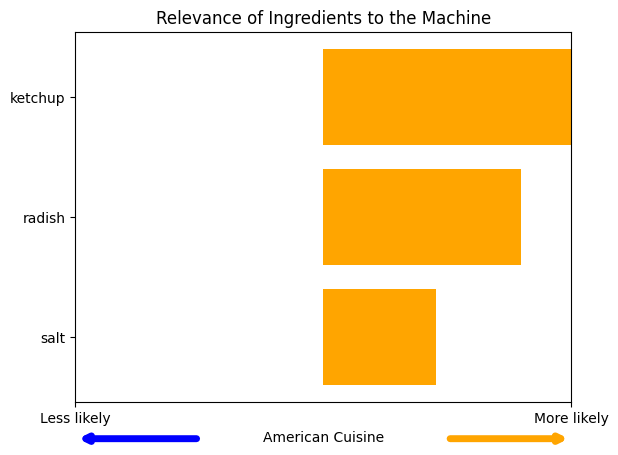 Relevance of Ingredients to the Machine
ketchup
radish
salt
Less likely More likely
American Cuisine